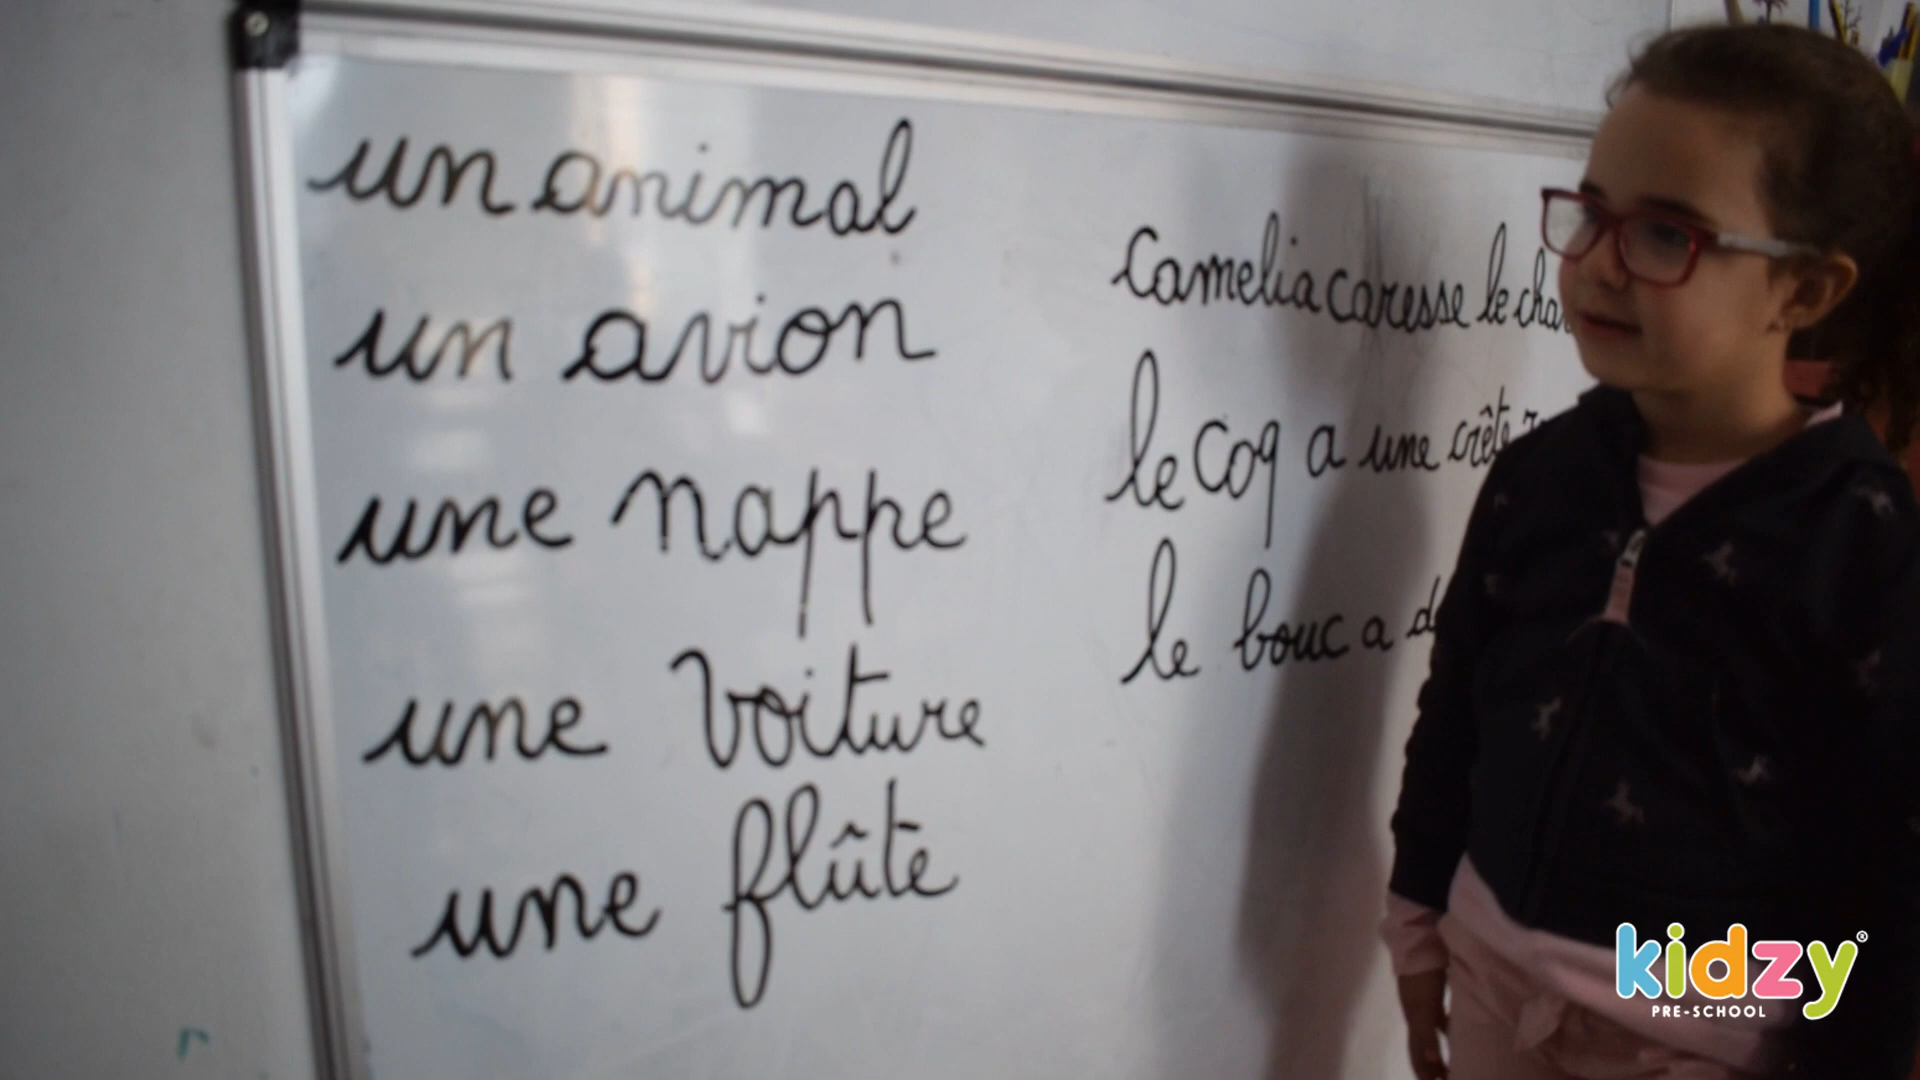 un animal
un avion
une nappe
une voiture
une flûte
Camelia caresse le
le coq a une crête
le bouc a
kidzy
PRE-SCHOOL